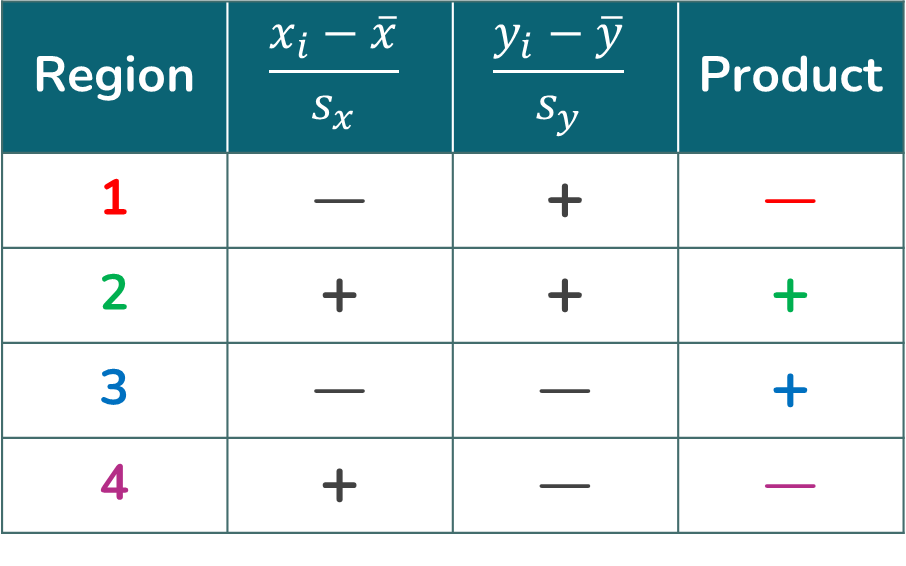 Region (xᵢ − x̄)/sₓ (yᵢ − ȳ)/s_y Product
1 — + —
2 + + +
3 — — +
4 + — —